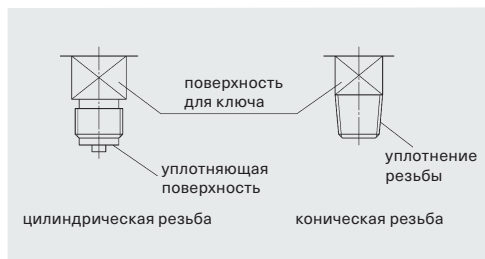 поверхность
для ключа
уплотняющая
поверхность
уплотнение
резьбы
цилиндрическая резьба
коническая резьба